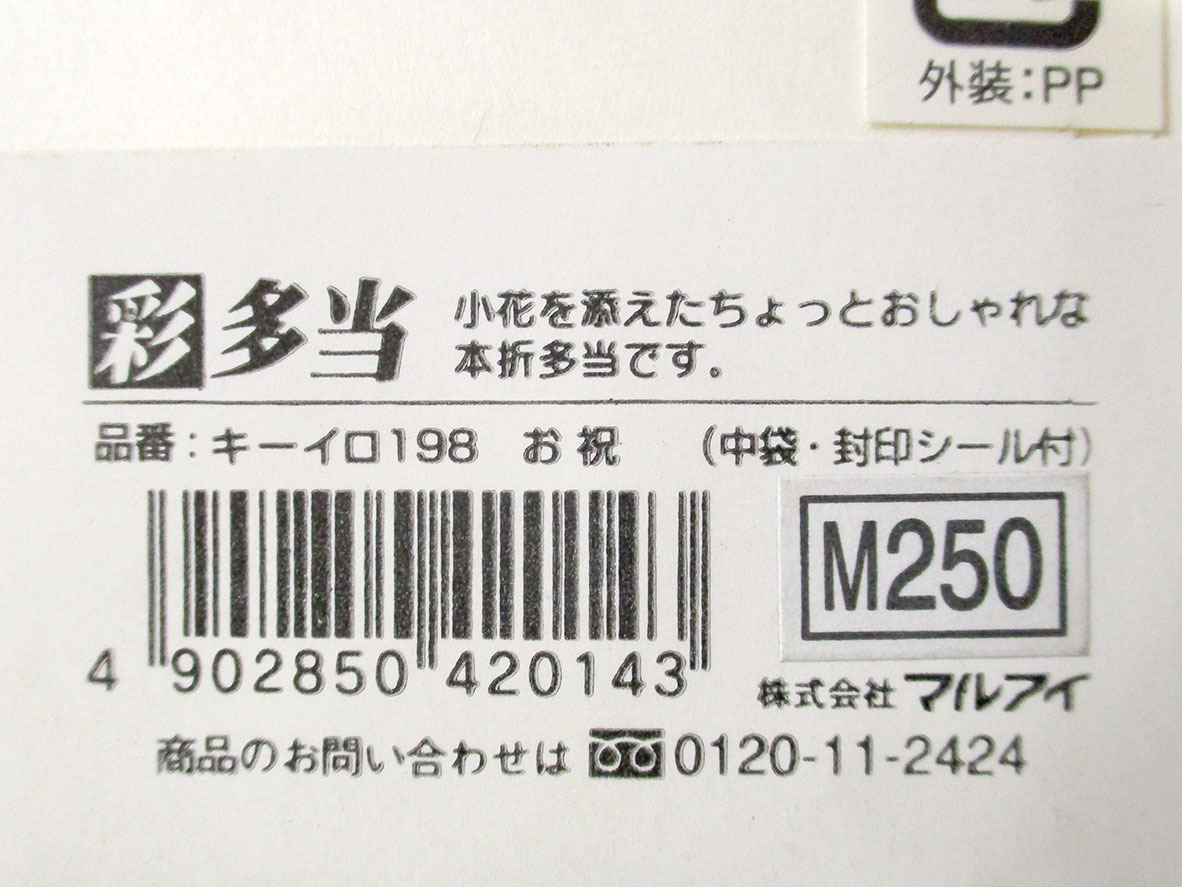 外装:PP
彩多当
小花を添えたちょっとおしゃれな
本折多当です。
品番:キーイロ198 お祝 (中袋・封印シール付)
M250
4 902850 420143
株式会社 マルアイ
商品のお問い合わせは 0120-11-2424